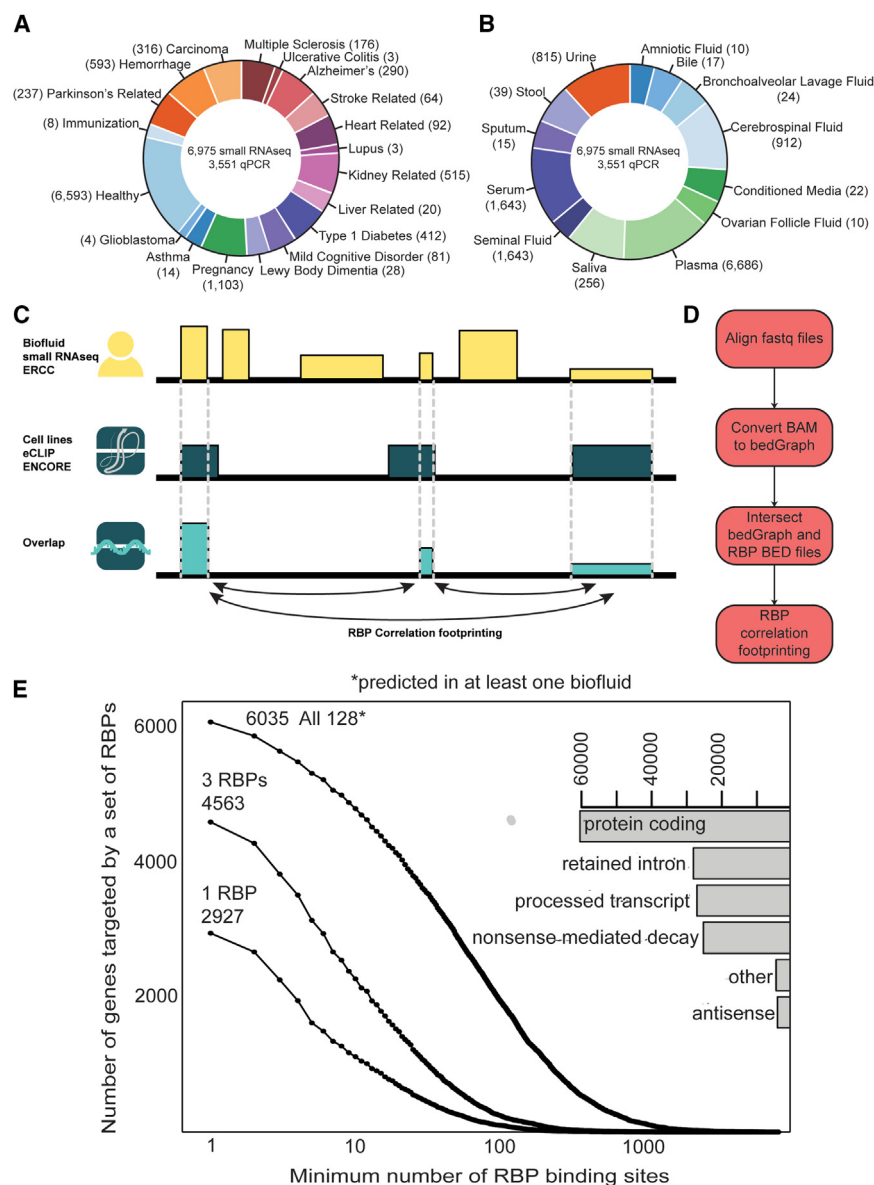 A
(316) Carcinoma
(593) Hemorrhage
(237) Parkinson's Related
(8) Immunization
(6,593) Healthy
(4) Glioblastoma
Asthma
(14)
Pregnancy
(1,103)
Multiple Sclerosis (176)
Ulcerative Colitis (3)
Alzheimer's (290)
Stroke Related (64)
Heart Related (92)
Lupus (3)
Kidney Related (515)
Liver Related (20)
Type 1 Diabetes (412)
Mild Cognitive Disorder (81)
Lewy Body Dimentia (28)
6,975 small RNAseq
3,551 qPCR
B
(815) Urine
(39) Stool
Sputum
(15)
Serum
(1,643)
Seminal Fluid
(1,643)
Saliva
(256)
Amniotic Fluid (10)
Bile (17)
Bronchoalveolar Lavage Fluid
(24)
Cerebrospinal Fluid
(912)
Conditioned Media (22)
Ovarian Follicle Fluid (10)
Plasma (6,686)
6,975 small RNAseq
3,551 qPCR
C
Biofluid
small RNAseq
ERCC
Cell lines
eCLIP
ENCORE
Overlap
RBP Correlation footprinting
D
Align fastq files
Convert BAM
to bedGraph
Intersect
bedGraph and
RBP BED files
RBP
correlation
footprinting
E
*predicted in at least one biofluid
Number of genes targeted by a set of RBPs
6000
4000
2000
6035 All 128*
3 RBPs
4563
1 RBP
2927
60000
40000
20000
protein coding
retained intron
processed transcript
nonsense-mediated decay
other
antisense
1
10
100
1000
Minimum number of RBP binding sites